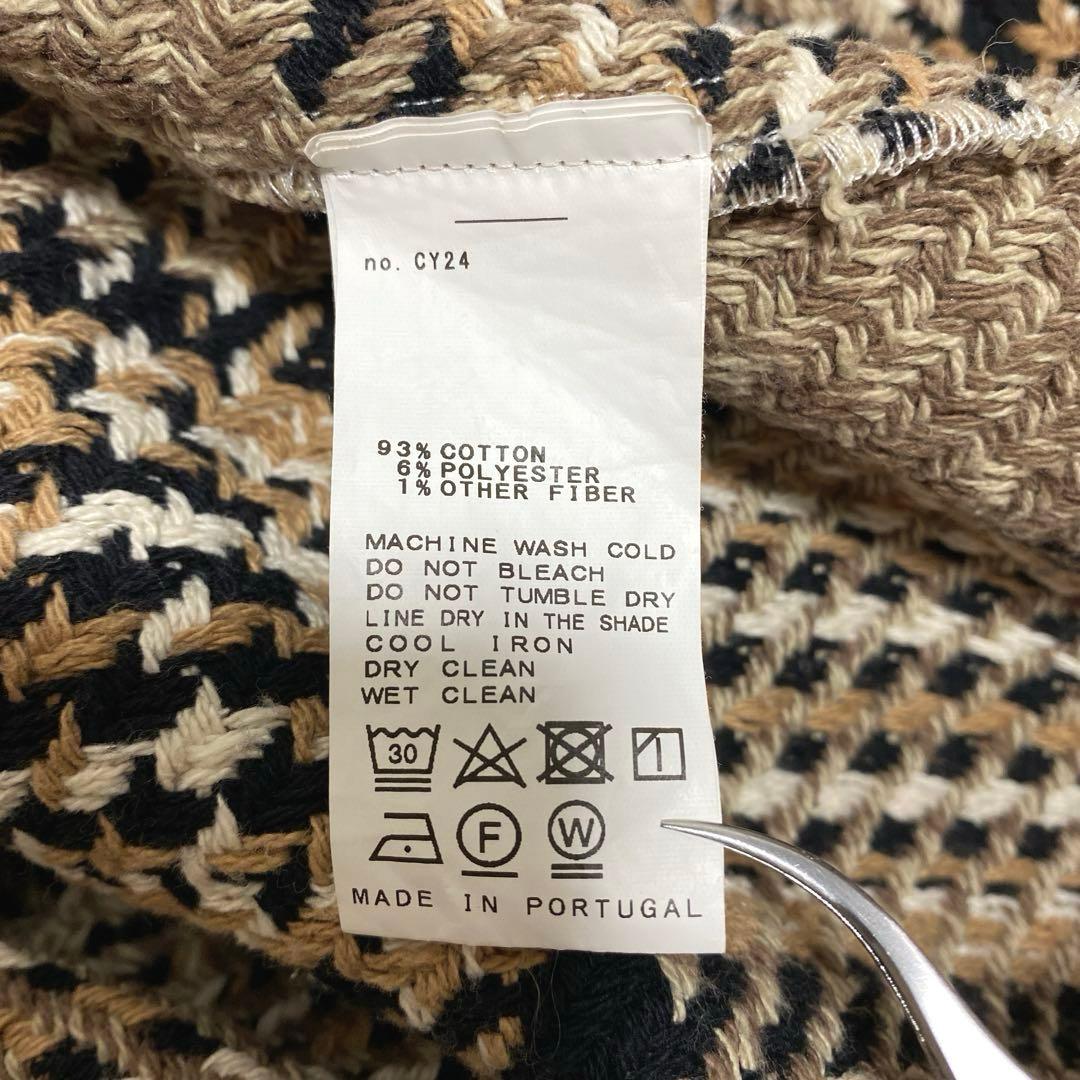 no. CY24
93% COTTON
6% POLYESTER
1% OTHER FIBER
MACHINE WASH COLD
DO NOT BLEACH
DO NOT TUMBLE DRY
LINE DRY IN THE SHADE
COOL IRON
DRY CLEAN
WET CLEAN
30
F W
MADE IN PORTUGAL